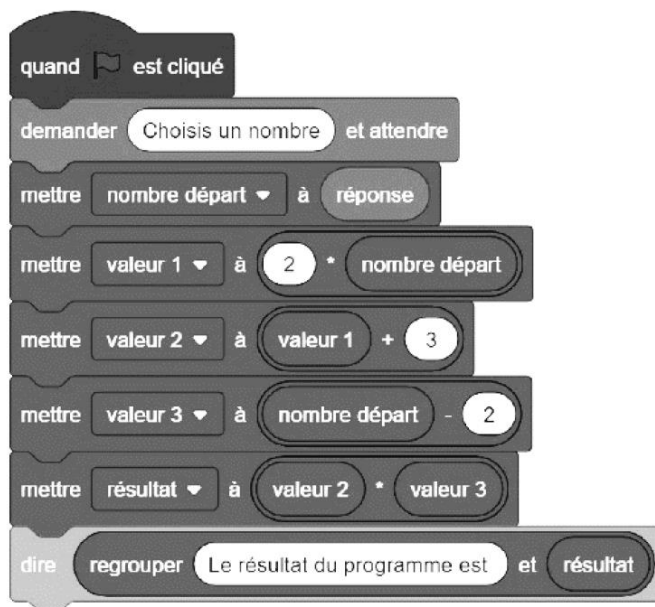 quand est cliqué
demander Choisis un nombre et attendre
mettre nombre départ à réponse
mettre valeur 1 à 2 * nombre départ
mettre valeur 2 à valeur 1 + 3
mettre valeur 3 à nombre départ - 2
mettre résultat à valeur 2 * valeur 3
dire regrouper Le résultat du programme est et résultat